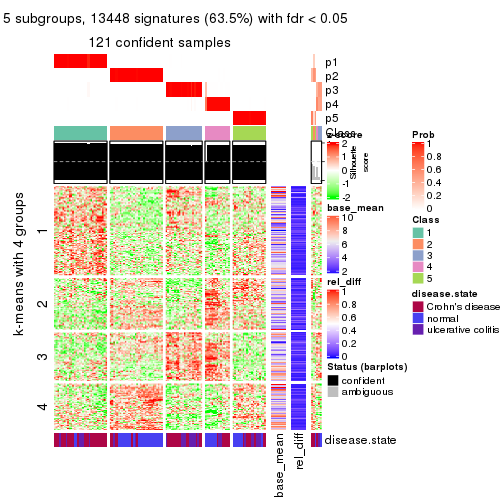 5 subgroups, 13448 signatures (63.5%) with fdr < 0.05
121 confident samples
p1
p2
p3
p4
p5
Class
1
2
3
4
k-means with 4 groups
base_mean
rel_diff
disease.state
z-score
2
1
0
-1
-2
Silhouette
score
base_mean
10
8
6
4
2
rel_diff
1
0.8
0.6
0.4
0.2
0
Status (barplots)
confident
ambiguous
Prob
1
0.8
0.6
0.4
0.2
0
Class
1
2
3
4
5
disease.state
Crohn's disease
normal
ulcerative colitis